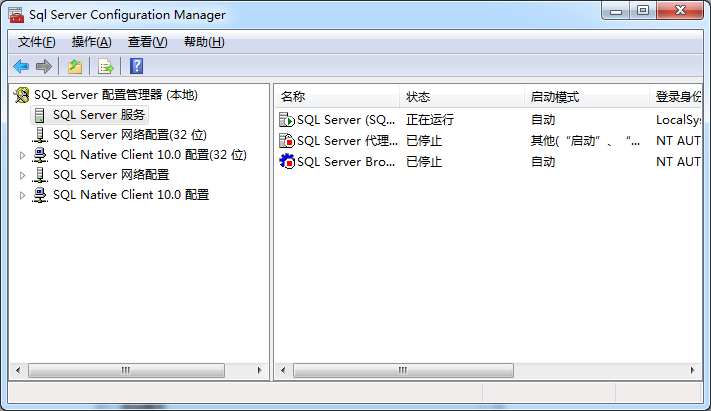 Sql Server Configuration Manager
文件(F) 操作(A) 查看(V) 帮助(H)
SQL Server 配置管理器 (本地)
SQL Server 服务
SQL Server 网络配置(32 位)
SQL Native Client 10.0 配置(32 位)
SQL Server 网络配置
SQL Native Client 10.0 配置
名称 状态 启动模式 登录身份
SQL Server (SQ... 正在运行 自动 LocalSy
SQL Server 代理... 已停止 其他(“启动”、“... NT AUT
SQL Server Bro... 已停止 自动 NT AUT